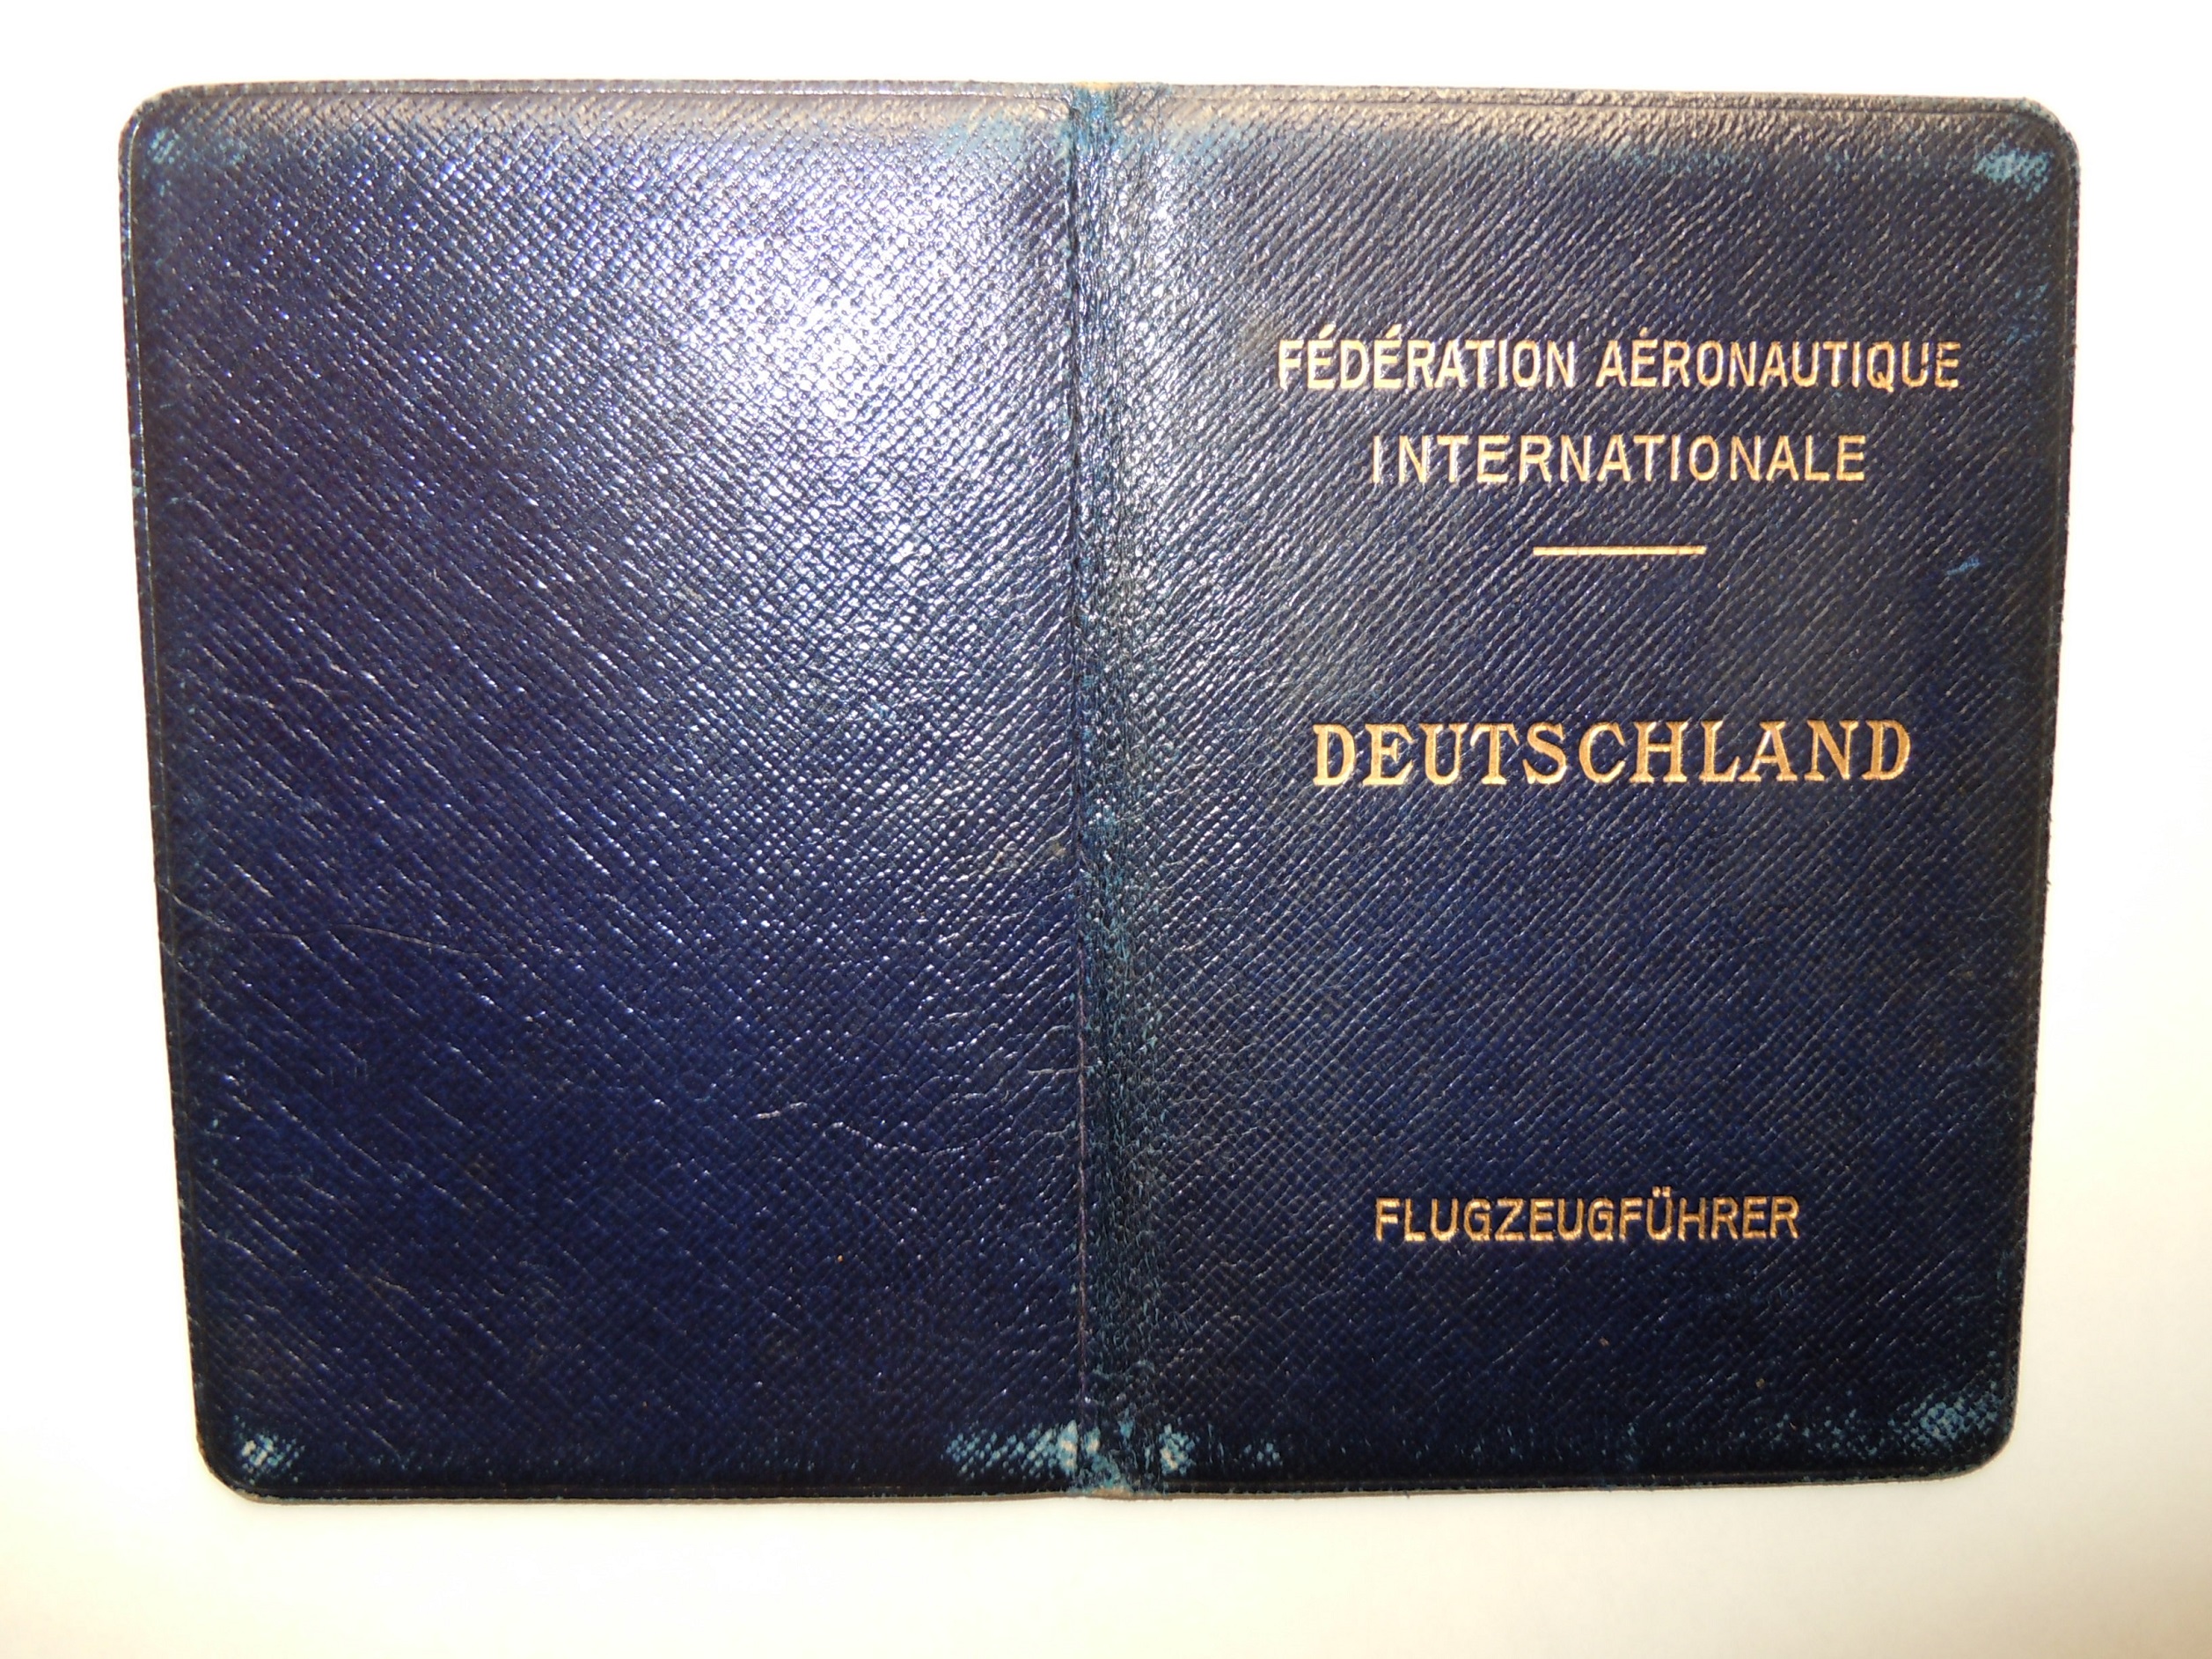 FÉDÉRATION AÉRONAUTIQUE
INTERNATIONALE
DEUTSCHLAND
FLUGZEUGFÜHRER